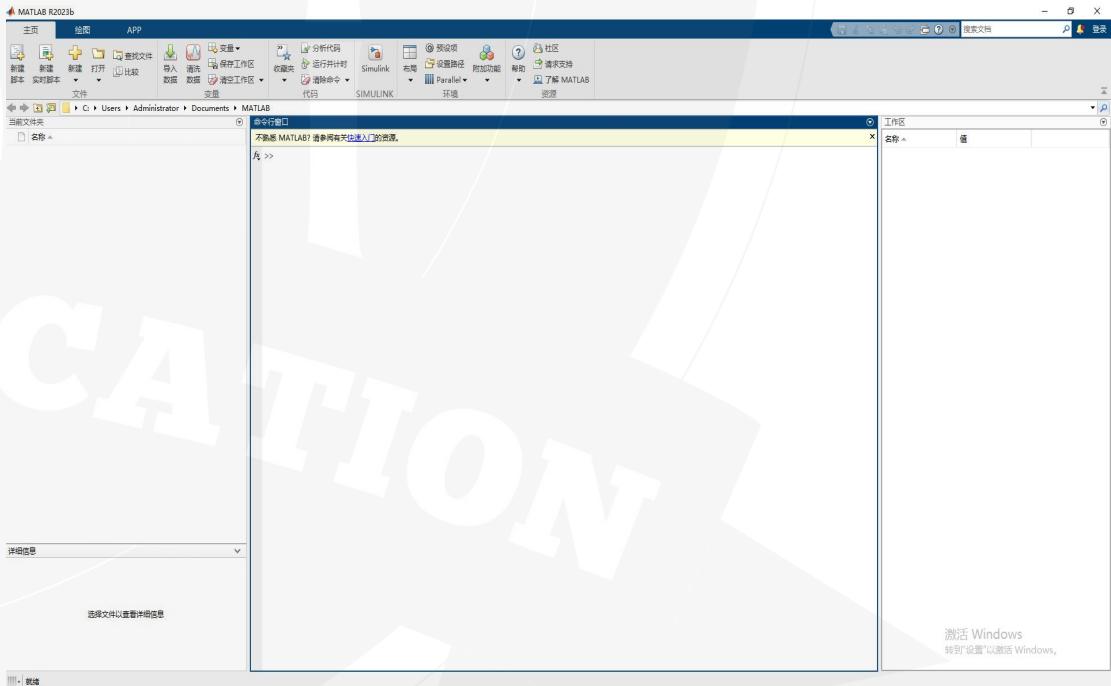 MATLAB R2023b
主页 绘图 APP
搜索文档 登录
新建 脚本
新建 实时脚本
新建
打开
查找文件
比较
文件
导入 数据
清洗 数据
变量
保存工作区
清空工作区
变量
收藏夹
分析代码
运行并计时
清除命令
代码
Simulink
SIMULINK
布局
预设项
设置路径
Parallel
附加功能
环境
帮助
社区
请求支持
了解 MATLAB
资源
C: Users Administrator Documents MATLAB
当前文件夹
名称
命令行窗口
不熟悉 MATLAB? 请参阅有关快速入门的资源。
fx >>
工作区
名称 值
CATION
详细信息
选择文件以查看详细信息
激活 Windows
转到"设置"以激活 Windows。
就绪